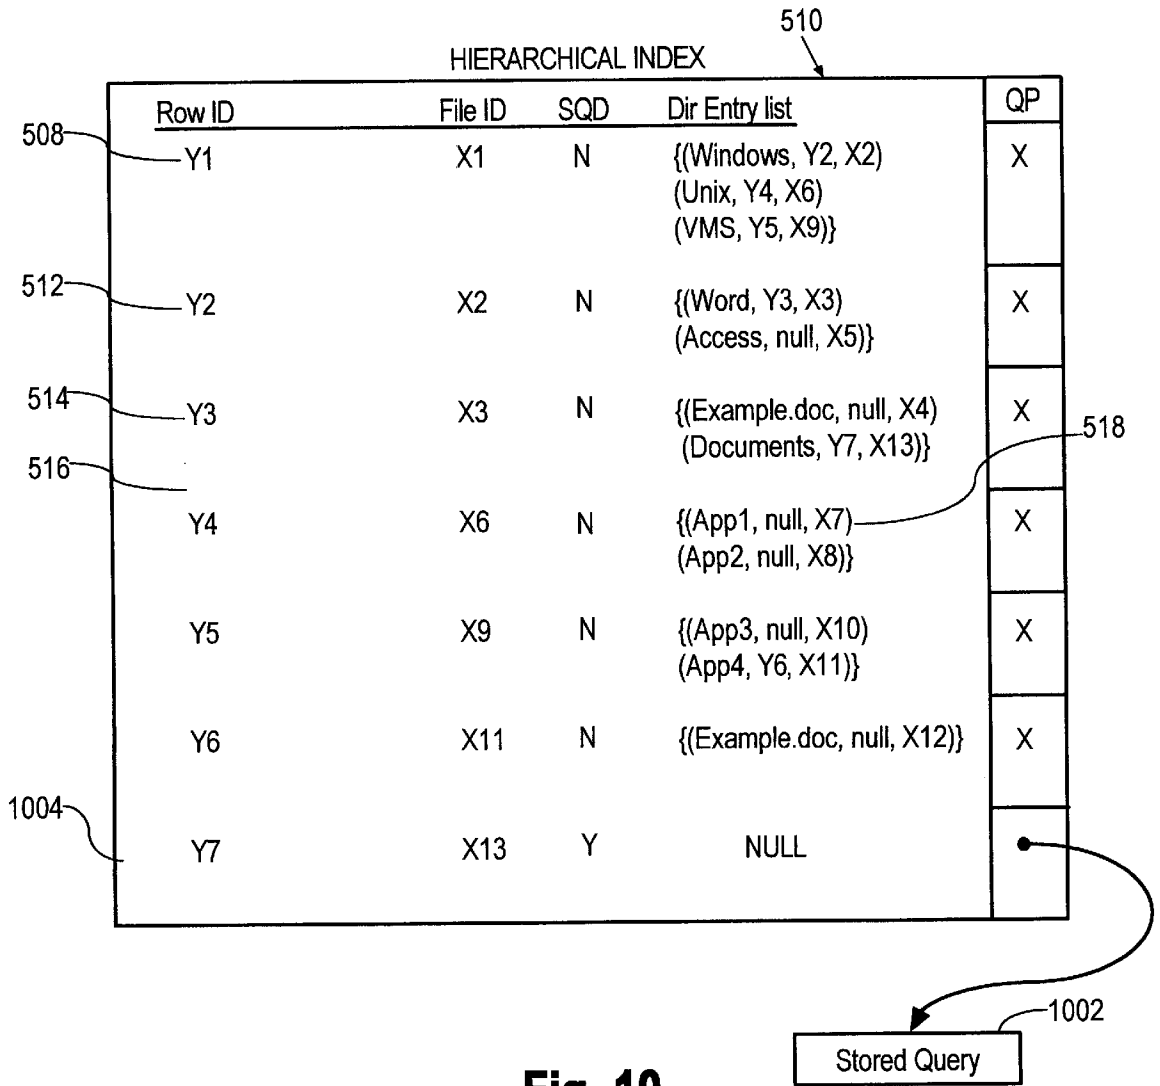 510
HIERARCHICAL INDEX
Row ID File ID SQD Dir Entry list QP
508 Y1 X1 N {(Windows, Y2, X2) X
(Unix, Y4, X6)
(VMS, Y5, X9)}
512 Y2 X2 N {(Word, Y3, X3) X
(Access, null, X5)}
514 Y3 X3 N {(Example.doc, null, X4) X
(Documents, Y7, X13)} 518
516
Y4 X6 N {(App1, null, X7) X
(App2, null, X8)}
Y5 X9 N {(App3, null, X10) X
(App4, Y6, X11)}
Y6 X11 N {(Example.doc, null, X12)} X
1004 Y7 X13 Y NULL
1002
Stored Query
Fig. 10